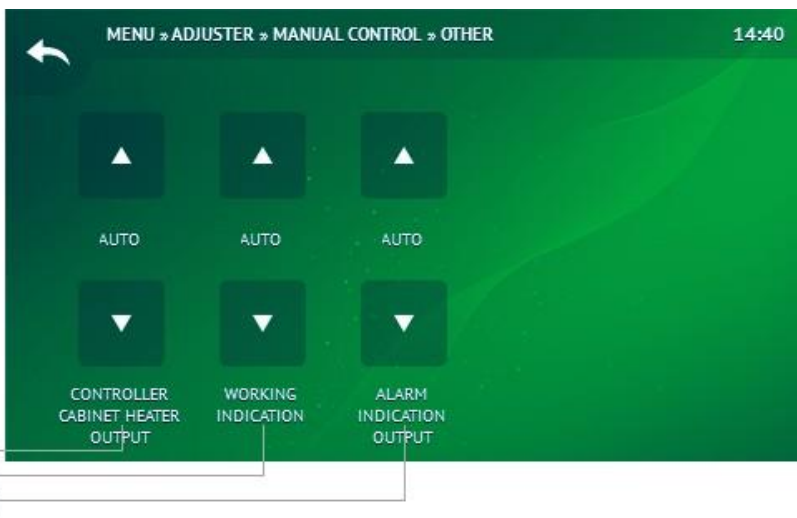 MENU » ADJUSTER » MANUAL CONTROL » OTHER 14:40
AUTO AUTO AUTO
CONTROLLER
CABINET HEATER
OUTPUT
WORKING
INDICATION
ALARM
INDICATION
OUTPUT